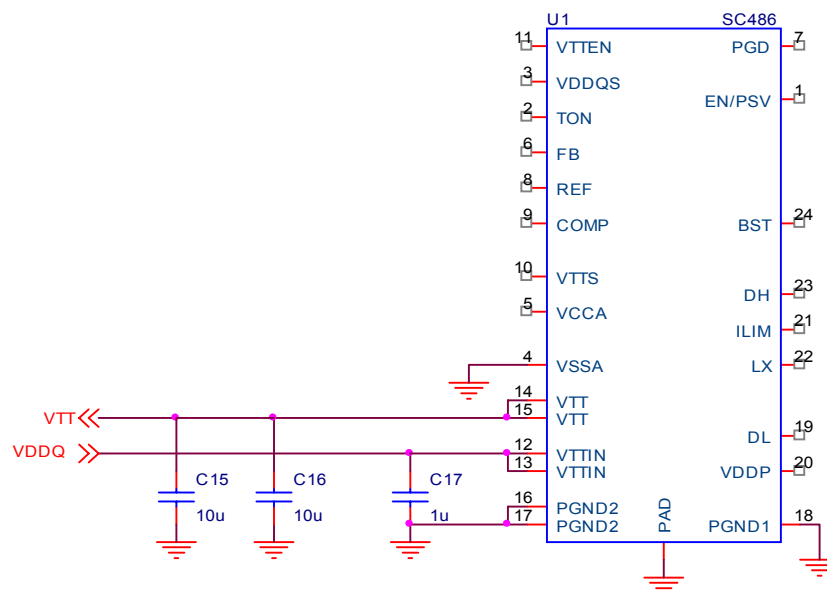 U1 SC486
11 VTTEN PGD 7
3 VDDQS
EN/PSV 1
2 TON
6 FB
8 REF
9 COMP BST 24
10 VTTS
DH 23
5 VCCA
ILIM 21
4 VSSA LX 22
14 VTT
VTT 15 VTT
DL 19
VDDQ 12 VTTIN
13 VTTIN VDDP 20
C15 C16 C17
16 PGND2
10u 10u 1u
17 PGND2 PAD PGND1 18